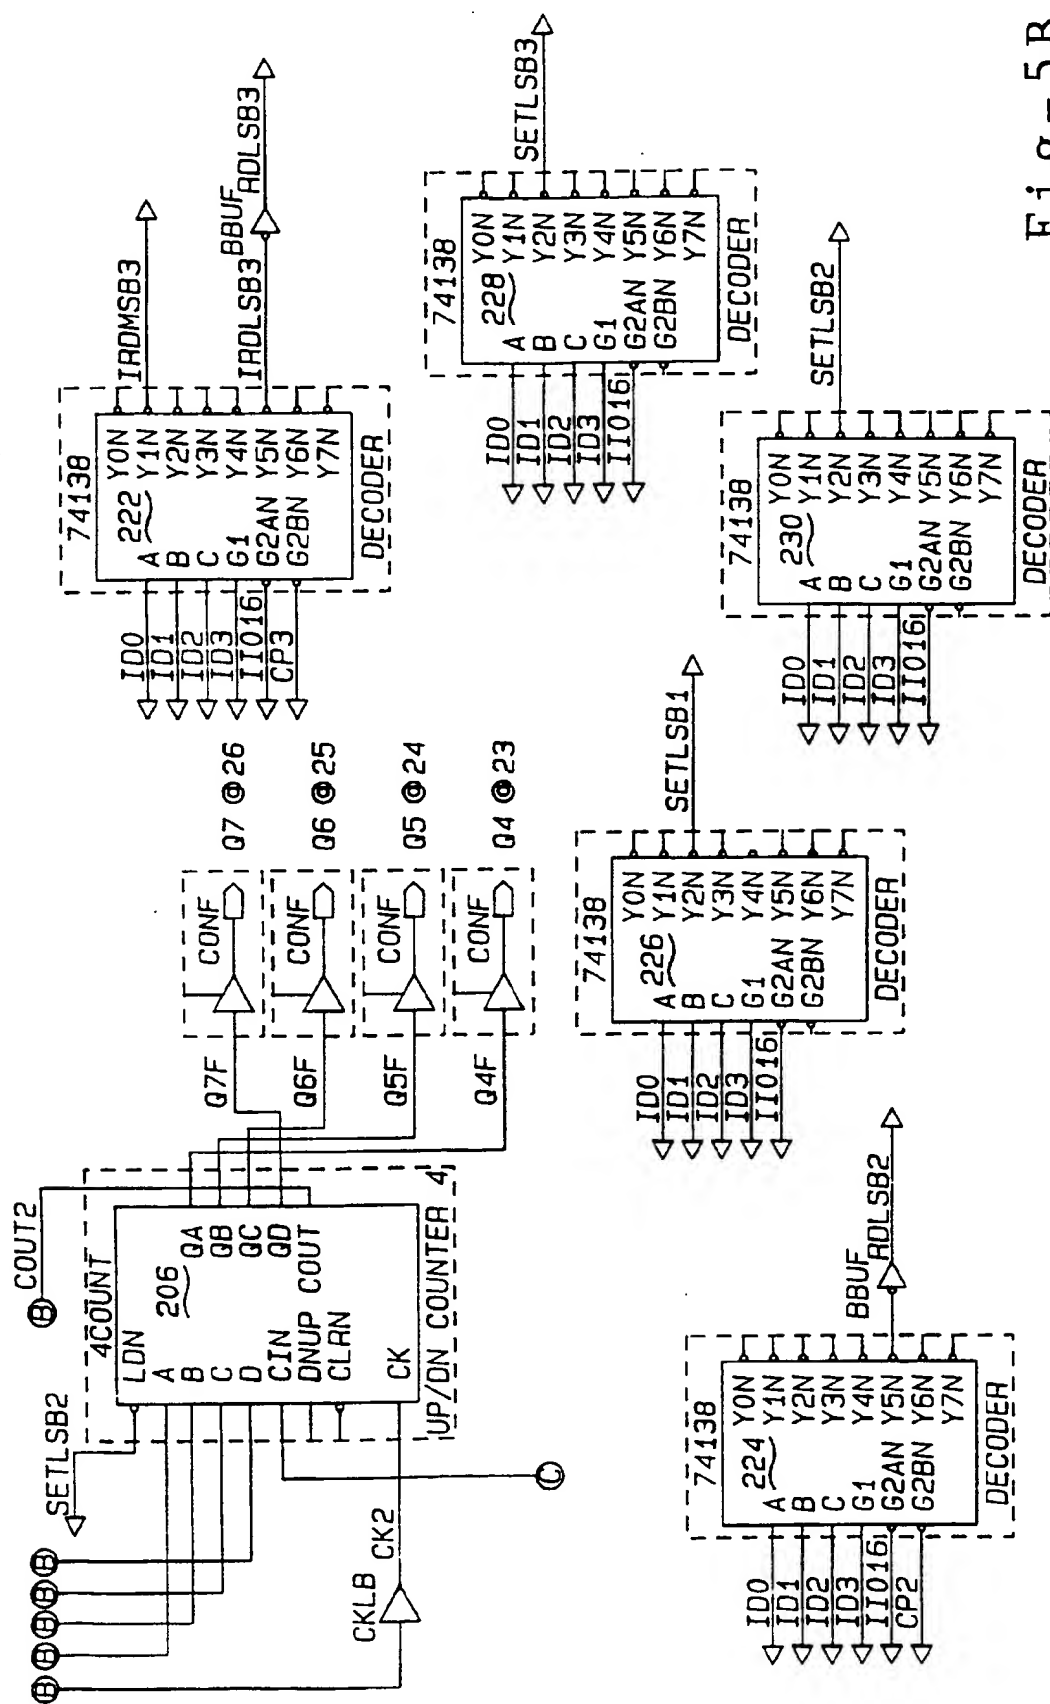 B
B
B
B
B
SETLSB2
B COUT2
4COUNT
LDN
206
A
B
C
D
CIN
DNUP
CLRN
CK
QA
QB
QC
QD
COUT
4
UP/DN COUNTER
CKLB
CK2
C
Q7F
CONF
Q7 @26
Q6F
CONF
Q6 @25
Q5F
CONF
Q5 @24
Q4F
CONF
Q4 @23
74138
222
ID0 A
ID1 B
ID2 C
ID3 G1
IIO16 G2AN
CP3 G2BN
Y0N
Y1N IRDMSB3
Y2N
Y3N
Y4N
Y5N IRDLSB3 BBUF RDLSB3
Y6N
Y7N
DECODER
74138
228
ID0 A
ID1 B
ID2 C
ID3 G1
IIO16 G2AN
G2BN
Y0N
Y1N
Y2N SETLSB3
Y3N
Y4N
Y5N
Y6N
Y7N
DECODER
74138
226
ID0 A
ID1 B
ID2 C
ID3 G1
IIO16 G2AN
G2BN
Y0N
Y1N
Y2N SETLSB1
Y3N
Y4N
Y5N
Y6N
Y7N
DECODER
74138
230
ID0 A
ID1 B
ID2 C
ID3 G1
IIO16 G2AN
G2BN
Y0N
Y1N
Y2N SETLSB2
Y3N
Y4N
Y5N
Y6N
Y7N
DECODER
74138
224
ID0 A
ID1 B
ID2 C
ID3 G1
IIO16 G2AN
CP2 G2BN
Y0N
Y1N
Y2N
Y3N
Y4N
Y5N BBUF RDLSB2
Y6N
Y7N
DECODER
Fig-5B